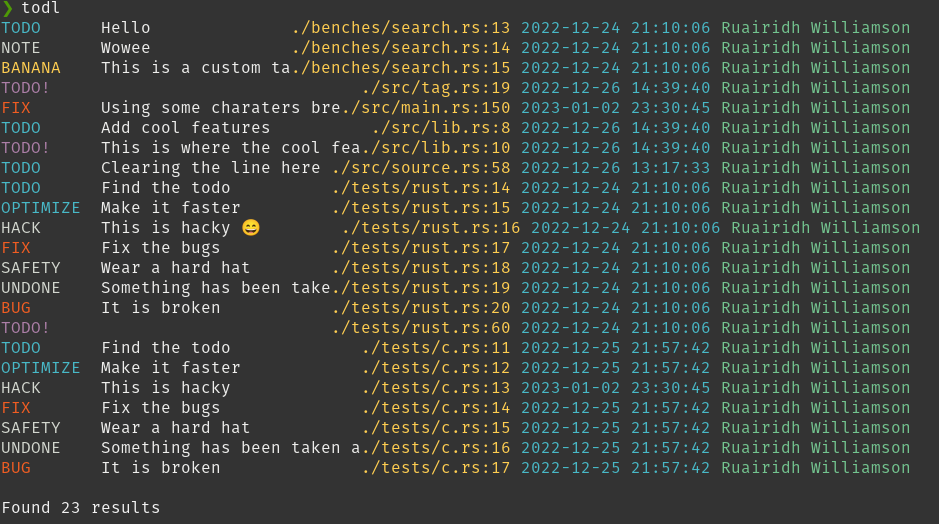 ❯ todl
TODO      Hello              ./benches/search.rs:13 2022-12-24 21:10:06 Ruairidh Williamson
NOTE      Wowee              ./benches/search.rs:14 2022-12-24 21:10:06 Ruairidh Williamson
BANANA    This is a custom ta./benches/search.rs:15 2022-12-24 21:10:06 Ruairidh Williamson
TODO!                               ./src/tag.rs:19 2022-12-26 14:39:40 Ruairidh Williamson
FIX       Using some charaters bre./src/main.rs:150 2023-01-02 23:30:45 Ruairidh Williamson
TODO      Add cool features          ./src/lib.rs:8 2022-12-26 14:39:40 Ruairidh Williamson
TODO!     This is where the cool fea./src/lib.rs:10 2022-12-26 14:39:40 Ruairidh Williamson
TODO      Clearing the line here ./src/source.rs:58 2022-12-26 13:17:33 Ruairidh Williamson
TODO      Find the todo          ./tests/rust.rs:14 2022-12-24 21:10:06 Ruairidh Williamson
OPTIMIZE  Make it faster         ./tests/rust.rs:15 2022-12-24 21:10:06 Ruairidh Williamson
HACK      This is hacky 😄        ./tests/rust.rs:16 2022-12-24 21:10:06 Ruairidh Williamson
FIX       Fix the bugs           ./tests/rust.rs:17 2022-12-24 21:10:06 Ruairidh Williamson
SAFETY    Wear a hard hat        ./tests/rust.rs:18 2022-12-24 21:10:06 Ruairidh Williamson
UNDONE    Something has been take./tests/rust.rs:19 2022-12-24 21:10:06 Ruairidh Williamson
BUG       It is broken           ./tests/rust.rs:20 2022-12-24 21:10:06 Ruairidh Williamson
TODO!                            ./tests/rust.rs:60 2022-12-24 21:10:06 Ruairidh Williamson
TODO      Find the todo             ./tests/c.rs:11 2022-12-25 21:57:42 Ruairidh Williamson
OPTIMIZE  Make it faster            ./tests/c.rs:12 2022-12-25 21:57:42 Ruairidh Williamson
HACK      This is hacky             ./tests/c.rs:13 2023-01-02 23:30:45 Ruairidh Williamson
FIX       Fix the bugs              ./tests/c.rs:14 2022-12-25 21:57:42 Ruairidh Williamson
SAFETY    Wear a hard hat           ./tests/c.rs:15 2022-12-25 21:57:42 Ruairidh Williamson
UNDONE    Something has been taken a./tests/c.rs:16 2022-12-25 21:57:42 Ruairidh Williamson
BUG       It is broken              ./tests/c.rs:17 2022-12-25 21:57:42 Ruairidh Williamson

Found 23 results